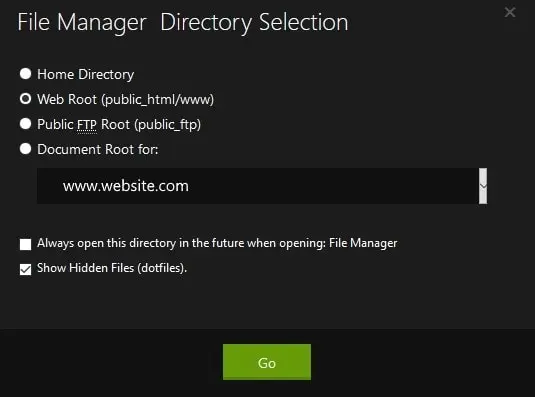 File Manager Directory Selection
Home Directory
Web Root (public_html/www)
Public FTP Root (public_ftp)
Document Root for:
www.website.com
Always open this directory in the future when opening: File Manager
Show Hidden Files (dotfiles).
Go